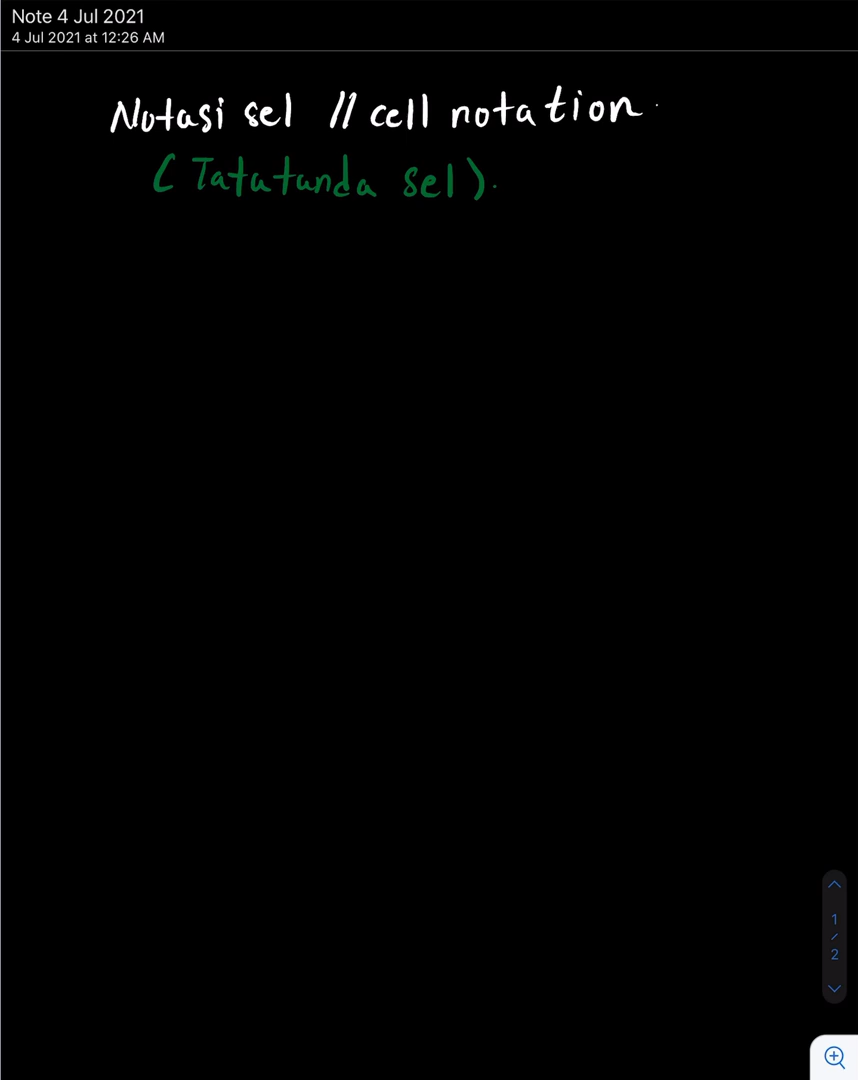 Note 4 Jul 2021
4 Jul 2021 at 12:26 AM
Notasi sel // cell notation.
(Tatatanda sel).
1
/
2